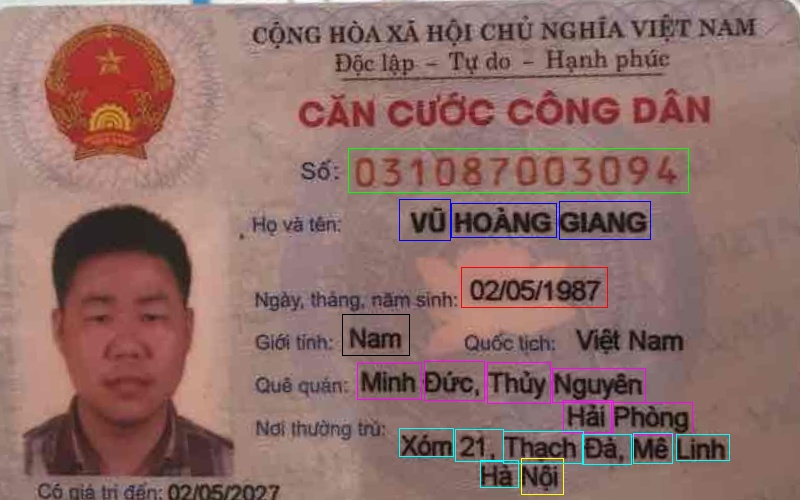 CỘNG HÒA XÃ HỘI CHỦ NGHĨA VIỆT NAM
Độc lập - Tự do - Hạnh phúc
CĂN CƯỚC CÔNG DÂN
Số: 031087003094
Họ và tên: VŨ HOÀNG GIANG
Ngày, tháng, năm sinh: 02/05/1987
Giới tính: Nam Quốc tịch: Việt Nam
Quê quán: Minh Đức, Thủy Nguyên
Hải Phòng
Nơi thường trú: Xóm 21, Thạch Đà, Mê Linh
Hà Nội
Có giá trị đến: 02/05/2027